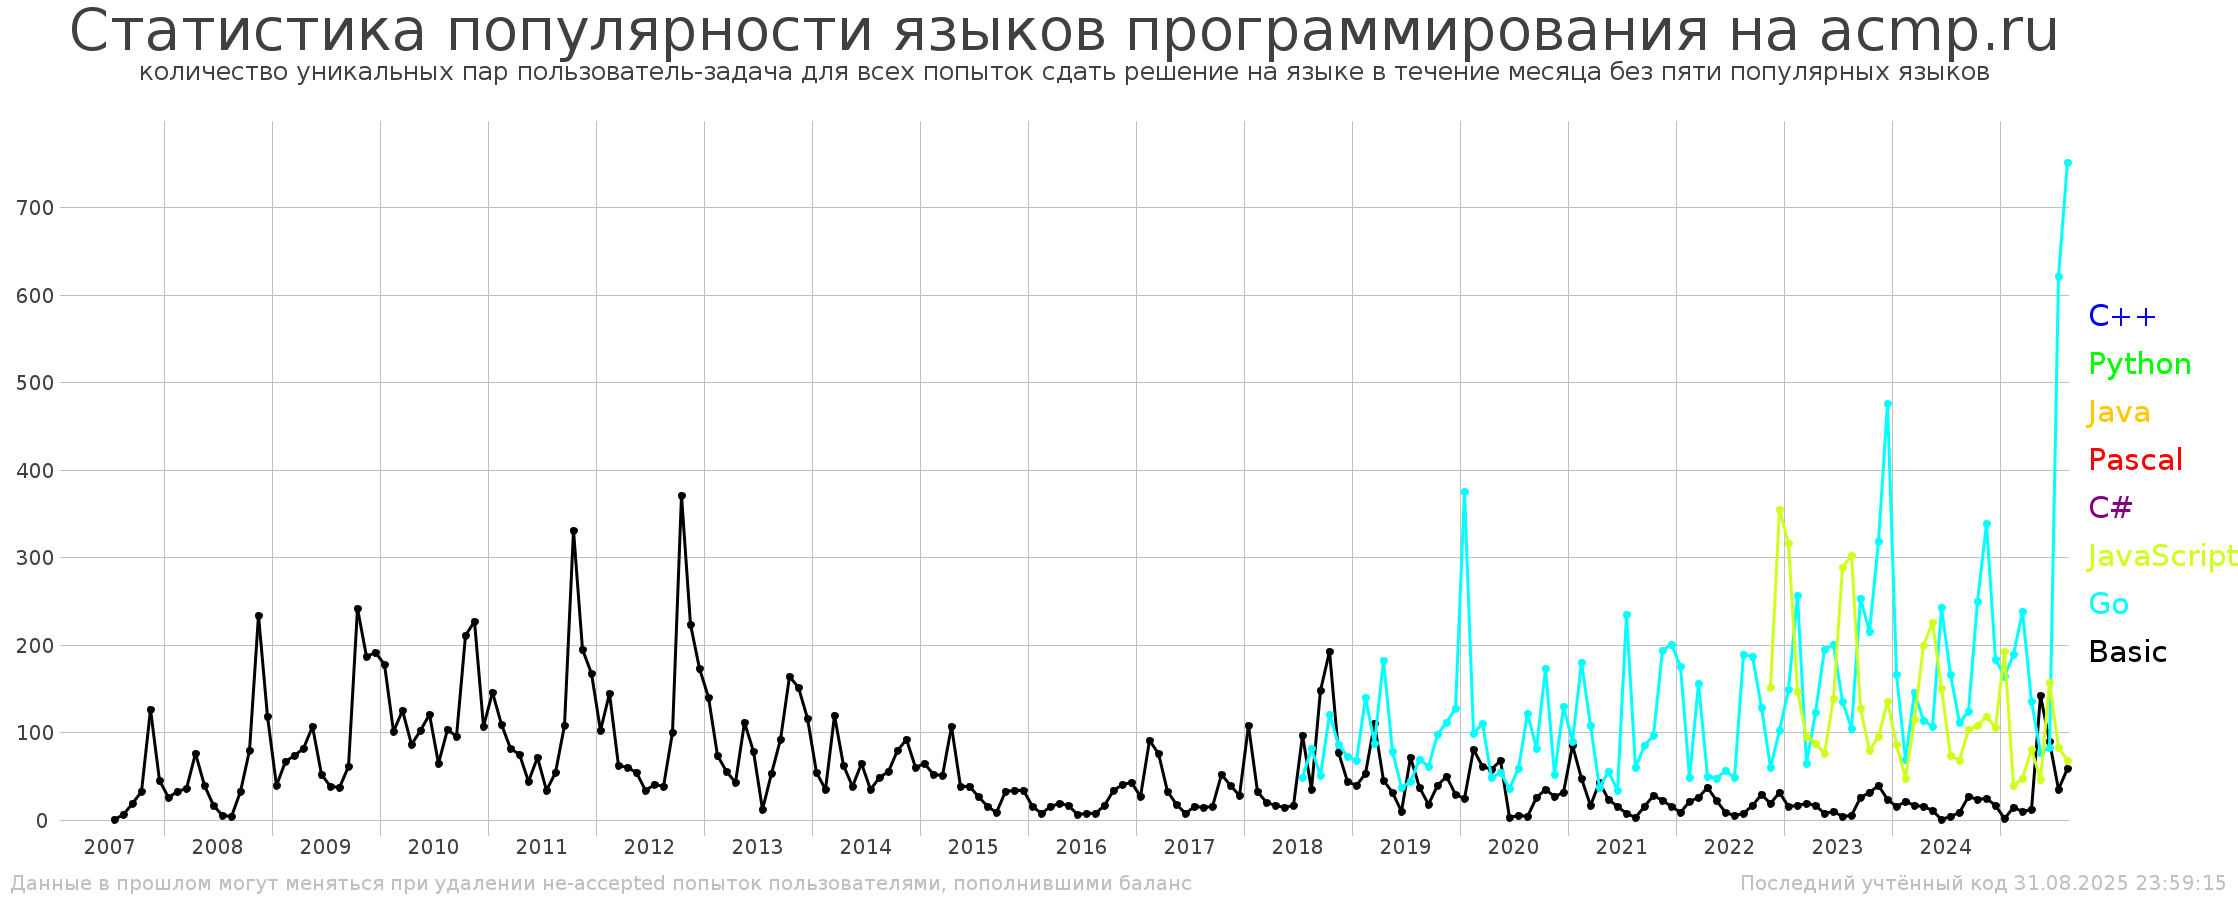 Статистика популярности языков программирования на acmp.ru
количество уникальных пар пользователь-задача для всех попыток сдать решение на языке в течение месяца без пяти популярных языков
700
600
500
400
300
200
100
0
C++
Python
Java
Pascal
C#
JavaScript
Go
Basic
2007 2008 2009 2010 2011 2012 2013 2014 2015 2016 2017 2018 2019 2020 2021 2022 2023 2024
Данные в прошлом могут меняться при удалении не-accepted попыток пользователями, пополнившими баланс
Последний учтённый код 31.08.2025 23:59:15